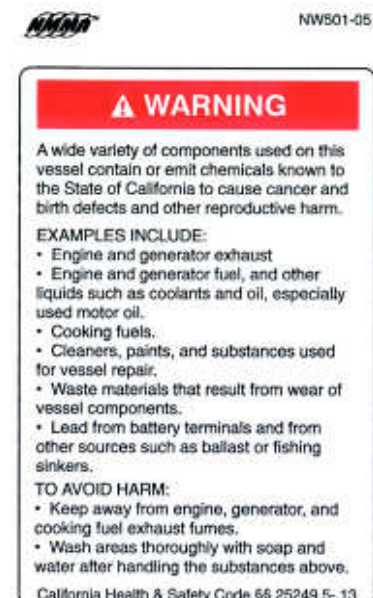 NMMA™
NW501-05
⚠ WARNING
A wide variety of components used on this
vessel contain or emit chemicals known to
the State of California to cause cancer and
birth defects and other reproductive harm.
EXAMPLES INCLUDE:
• Engine and generator exhaust
• Engine and generator fuel, and other
liquids such as coolants and oil, especially
used motor oil.
• Cooking fuels.
• Cleaners, paints, and substances used
for vessel repair.
• Waste materials that result from wear of
vessel components.
• Lead from battery terminals and from
other sources such as ballast or fishing
sinkers.
TO AVOID HARM:
• Keep away from engine, generator, and
cooking fuel exhaust fumes.
• Wash areas thoroughly with soap and
water after handling the substances above.
California Health & Safety Code §§ 25249.5-.13